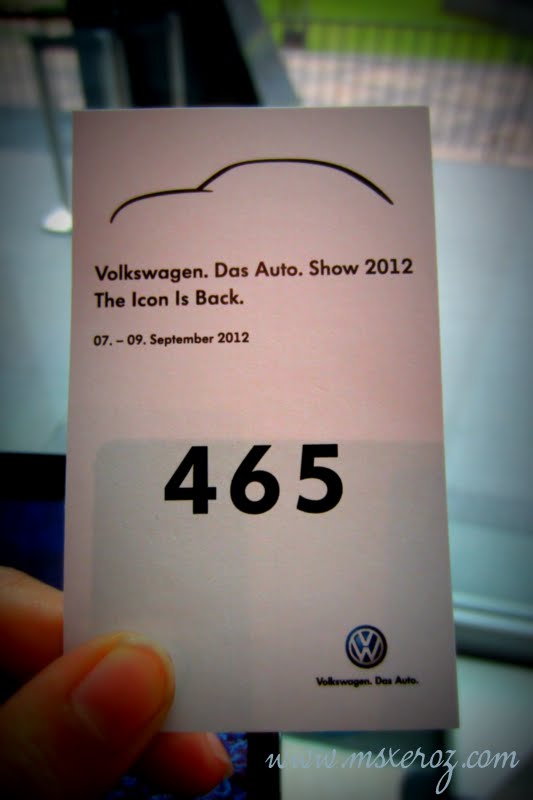 Volkswagen. Das Auto. Show 2012
The Icon Is Back.
07. – 09. September 2012
465
Volkswagen. Das Auto.
www.msxeroz.com